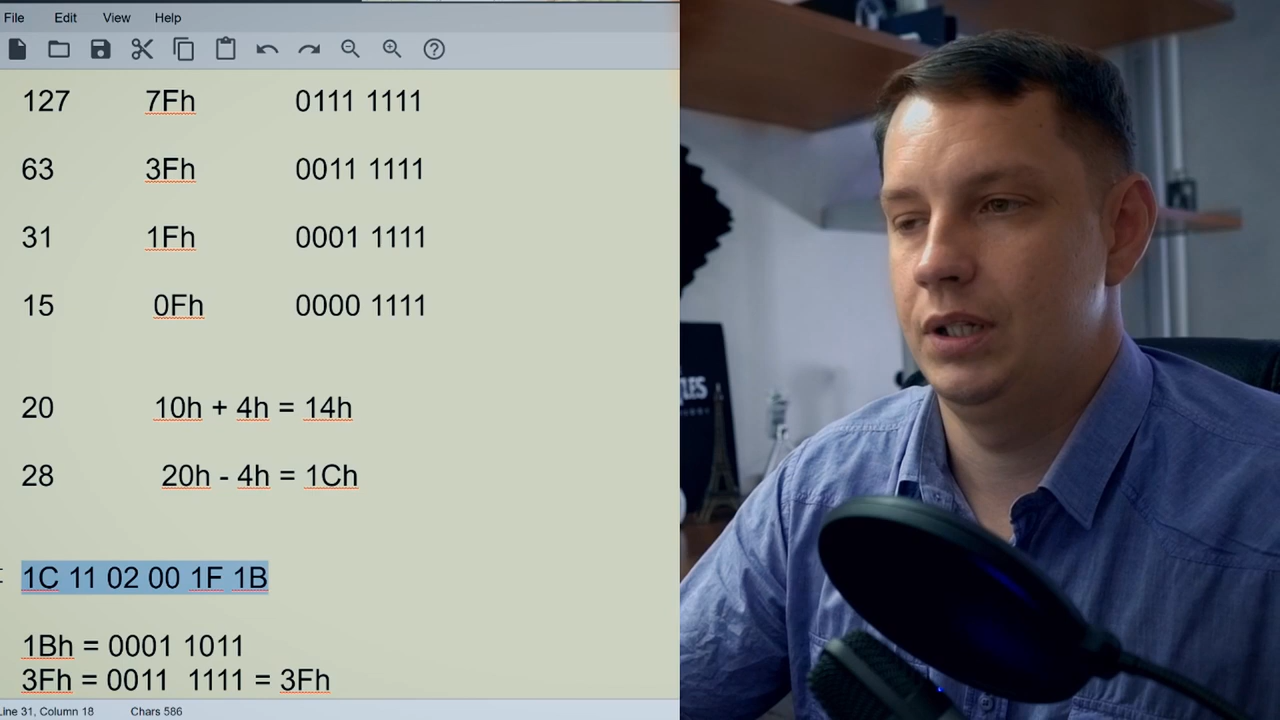 File Edit View Help
127 7Fh 0111 1111
63 3Fh 0011 1111
31 1Fh 0001 1111
15 0Fh 0000 1111
20 10h + 4h = 14h
28 20h - 4h = 1Ch
1C 11 02 00 1F 1B
1Bh = 0001 1011
3Fh = 0011 1111 = 3Fh
Line 31, Column 18 Chars 586